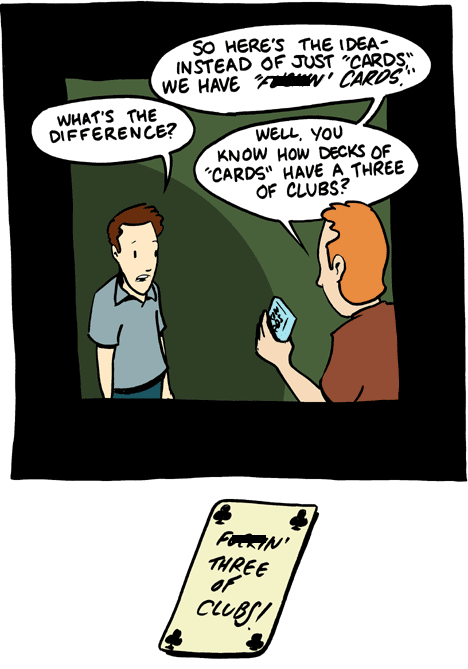 SO HERE'S THE IDEA-
INSTEAD OF JUST "CARDS,"
WE HAVE CARDS."
WHAT'S THE
DIFFERENCE?
WELL, YOU
KNOW HOW DECKS OF
"CARDS" HAVE A THREE
OF CLUBS?
THREE
OF
CLUBS!